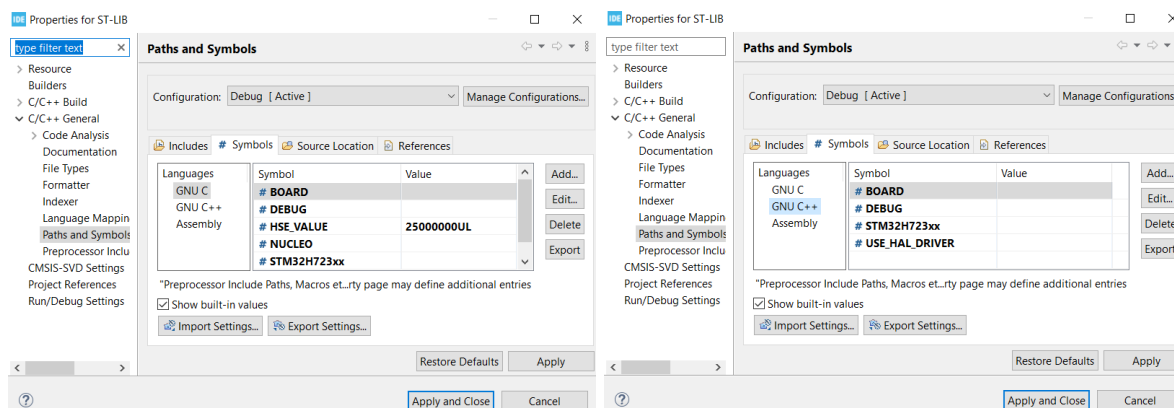 IDE Properties for ST-LIB
type filter text
Paths and Symbols
Resource
Builders
C/C++ Build
C/C++ General
Code Analysis
Documentation
File Types
Formatter
Indexer
Language Mappin
Paths and Symbols
Preprocessor Inclu
CMSIS-SVD Settings
Project References
Run/Debug Settings
Configuration: Debug [ Active ]
Manage Configurations...
Includes # Symbols Source Location References
Languages
GNU C
GNU C++
Assembly
Symbol Value
# BOARD
# DEBUG
# HSE_VALUE 25000000UL
# NUCLEO
# STM32H723xx
Add...
Edit...
Delete
Export
"Preprocessor Include Paths, Macros et...rty page may define additional entries
Show built-in values
Import Settings... Export Settings...
Restore Defaults Apply
? Apply and Close Cancel
IDE Properties for ST-LIB
type filter text
Paths and Symbols
Resource
Builders
C/C++ Build
C/C++ General
Code Analysis
Documentation
File Types
Formatter
Indexer
Language Mappin
Paths and Symbols
Preprocessor Inclu
CMSIS-SVD Settings
Project References
Run/Debug Settings
Configuration: Debug [ Active ]
Manage Configurations
Includes # Symbols Source Location References
Languages
GNU C
GNU C++
Assembly
Symbol Value
# BOARD
# DEBUG
# STM32H723xx
# USE_HAL_DRIVER
Add...
Edit...
Delete
Export
"Preprocessor Include Paths, Macros et...rty page may define additional entries
Show built-in values
Import Settings... Export Settings...
Restore Defaults Apply
? Apply and Close Cancel